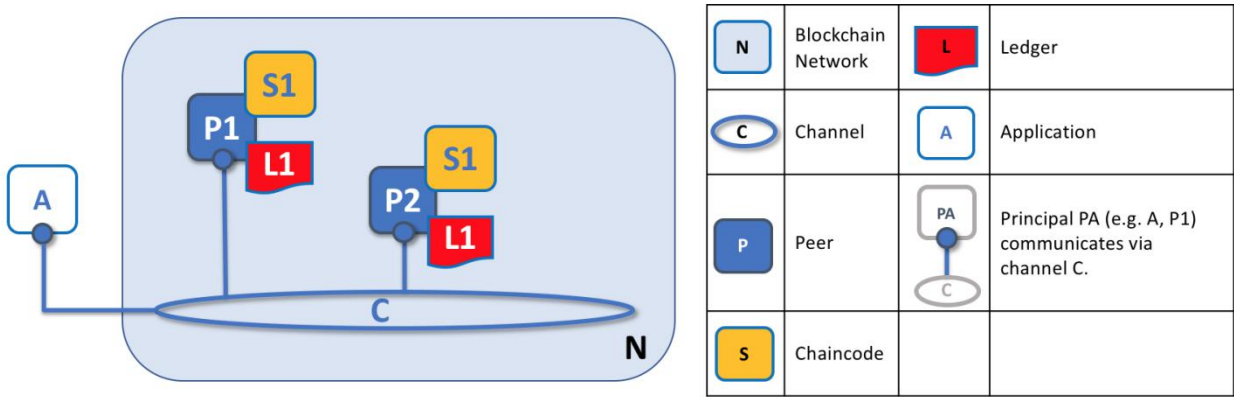 S1
P1
L1
S1
P2
L1
A
C
N
N
Blockchain
Network
L
Ledger
C
Channel
A
Application
P
Peer
PA
C
Principal PA (e.g. A, P1)
communicates via
channel C.
S
Chaincode